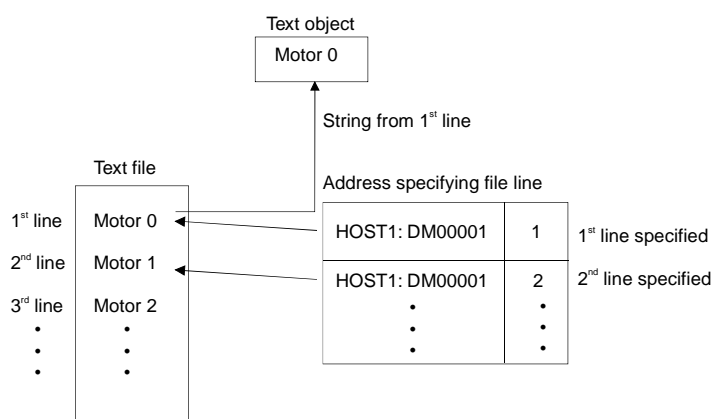 Text object
Motor 0
String from 1st line
Text file
Address specifying file line
1st line Motor 0 HOST1: DM00001 1 1st line specified
2nd line Motor 1 HOST1: DM00001 2 2nd line specified
3rd line Motor 2